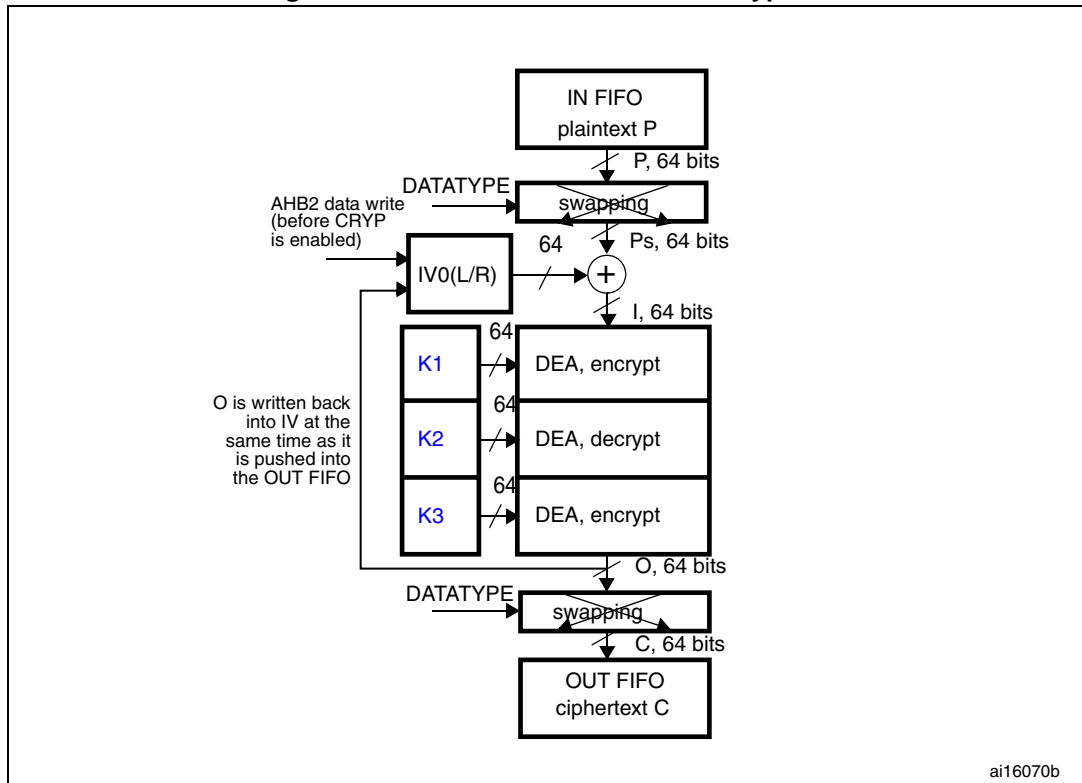 IN FIFO
plaintext P
P, 64 bits
DATATYPE
swapping
AHB2 data write
(before CRYP
is enabled)
Ps, 64 bits
64
IV0(L/R)
+
I, 64 bits
64
K1
DEA, encrypt
64
K2
DEA, decrypt
64
K3
DEA, encrypt
O is written back
into IV at the
same time as it
is pushed into
the OUT FIFO
O, 64 bits
DATATYPE
swapping
C, 64 bits
OUT FIFO
ciphertext C
ai16070b